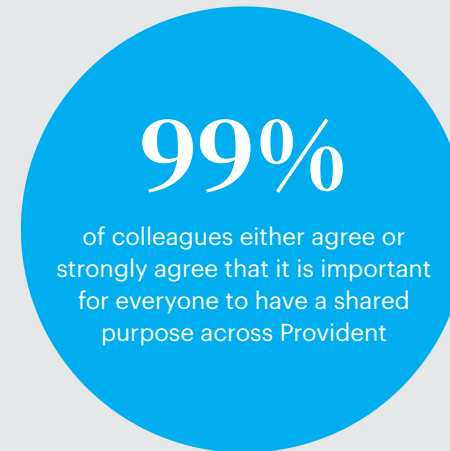 99%
of colleagues either agree or
strongly agree that it is important
for everyone to have a shared
purpose across Provident